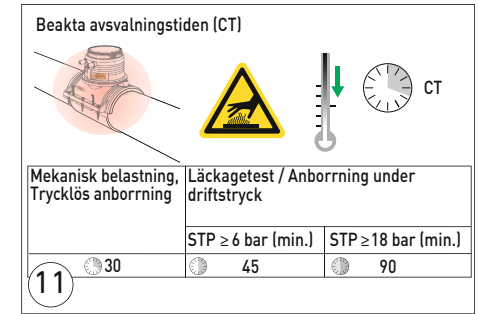 Beakta avsvalningstiden (CT)
CT
Mekanisk belastning,
Trycklös anborrning
Läckagetest / Anborrning under
driftstryck
STP ≥ 6 bar (min.)
STP ≥ 18 bar (min.)
30
45
90
11